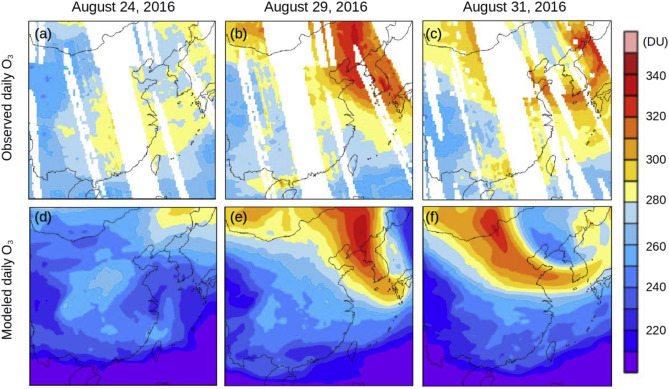 August 24, 2016 August 29, 2016 August 31, 2016
Observed daily O₃
(a) (b) (c)
(DU)
340
320
300
280
260
240
220
Modeled daily O₃
(d) (e) (f)